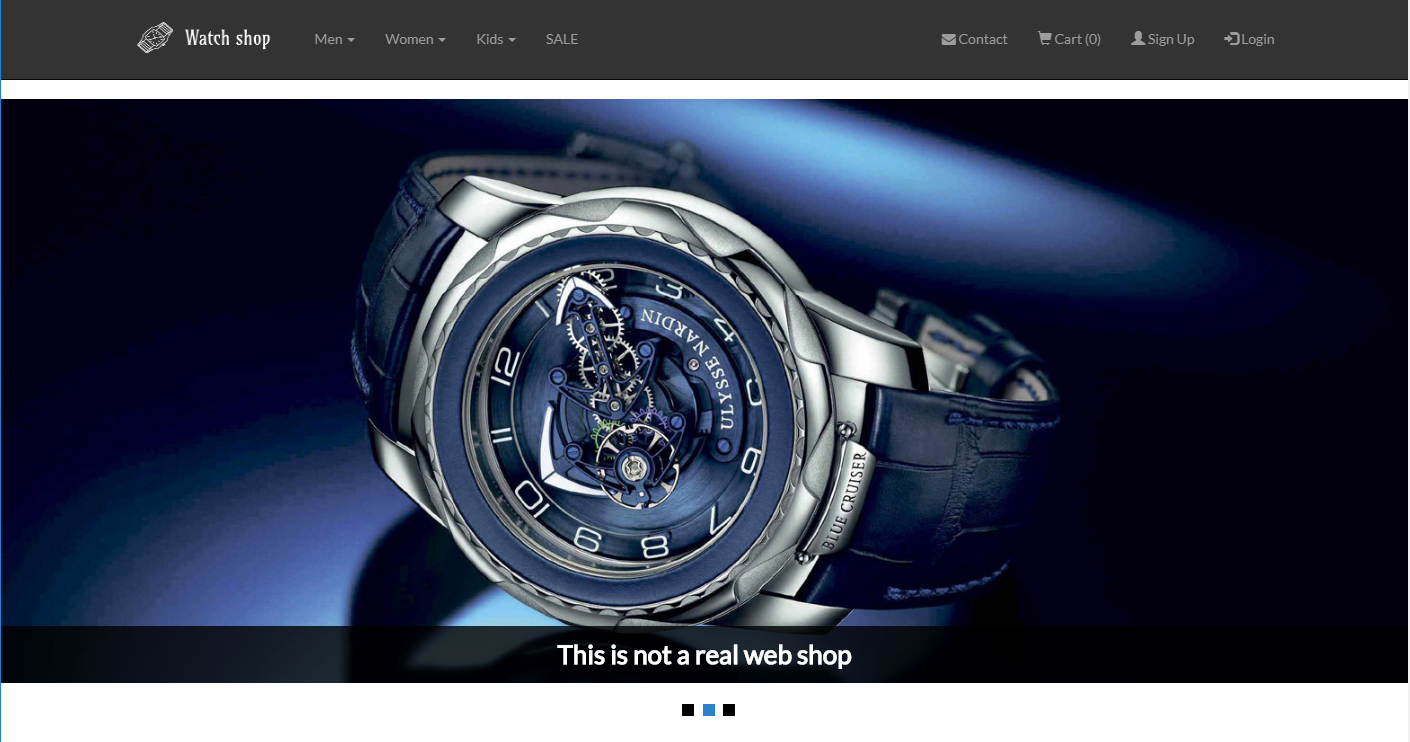 Watch shop
Men
Women
Kids
SALE
Contact
Cart (0)
Sign Up
Login
ULYSSE NARDIN
12
1
2
3
4
5
6
7
8
9
10
11
BLUE CRUISER
This is not a real web shop